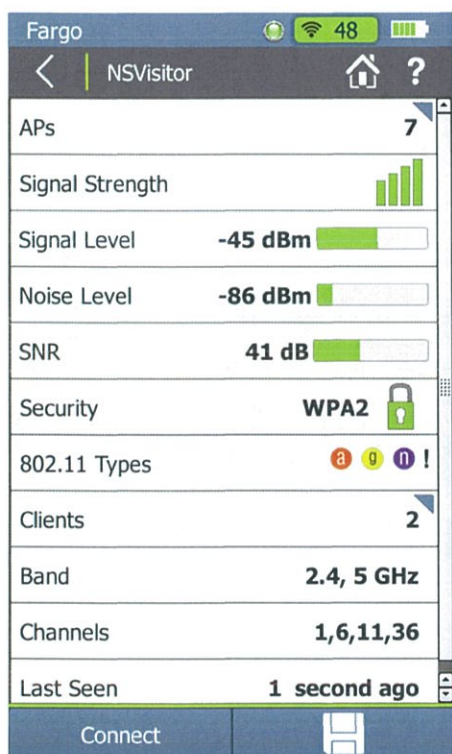 Fargo 48
NSVisitor ?
APs 7
Signal Strength
Signal Level -45 dBm
Noise Level -86 dBm
SNR 41 dB
Security WPA2
802.11 Types a g n !
Clients 2
Band 2.4, 5 GHz
Channels 1,6,11,36
Last Seen 1 second ago
Connect